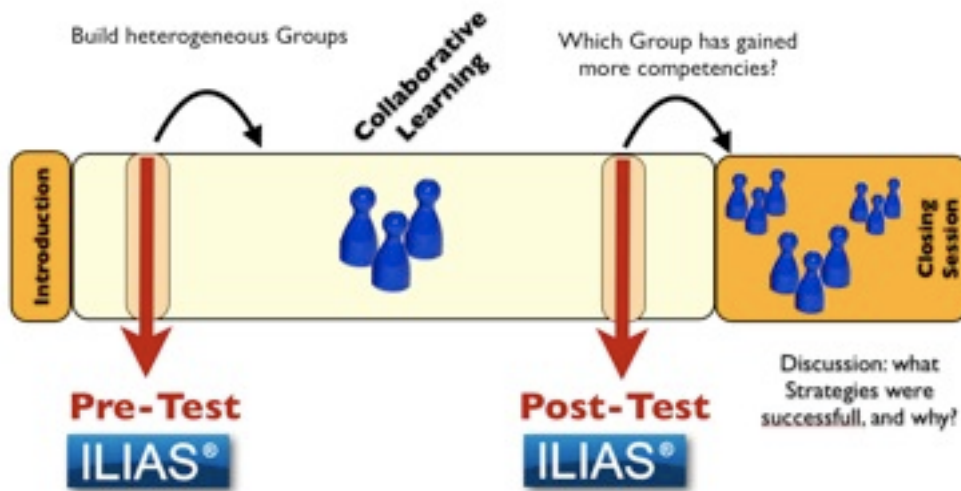 Build heterogeneous Groups
Collaborative
Learning
Which Group has gained
more competencies?
Introduction
Closing
Session
Pre-Test
ILIAS®
Post-Test
ILIAS®
Discussion: what
Strategies were
successfull, and why?